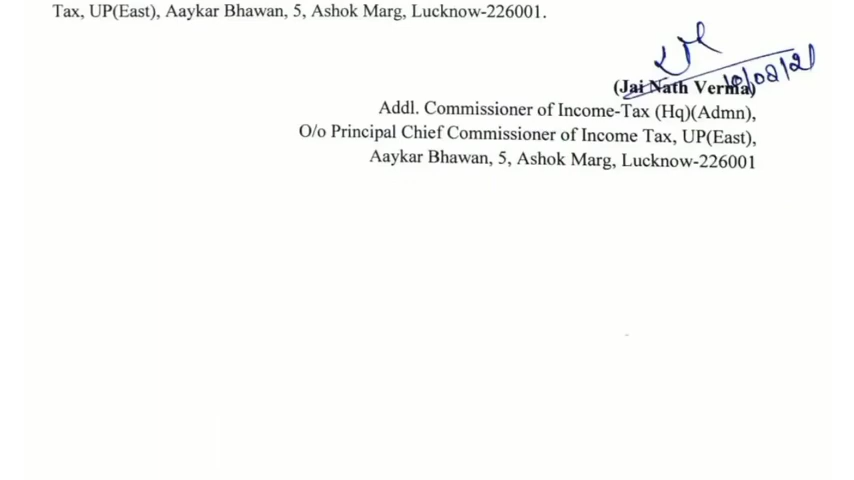 Tax, UP(East), Aaykar Bhawan, 5, Ashok Marg, Lucknow-226001.
(Jai Nath Verma)
Addl. Commissioner of Income-Tax (Hq)(Admn),
O/o Principal Chief Commissioner of Income Tax, UP(East),
Aaykar Bhawan, 5, Ashok Marg, Lucknow-226001